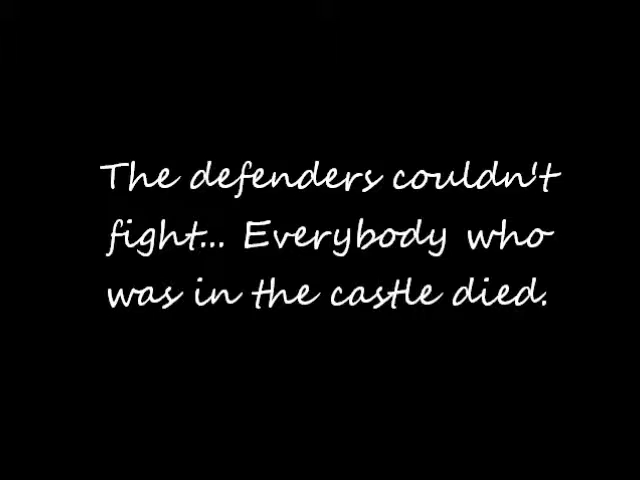 The defenders couldn't
fight... Everybody who
was in the castle died.